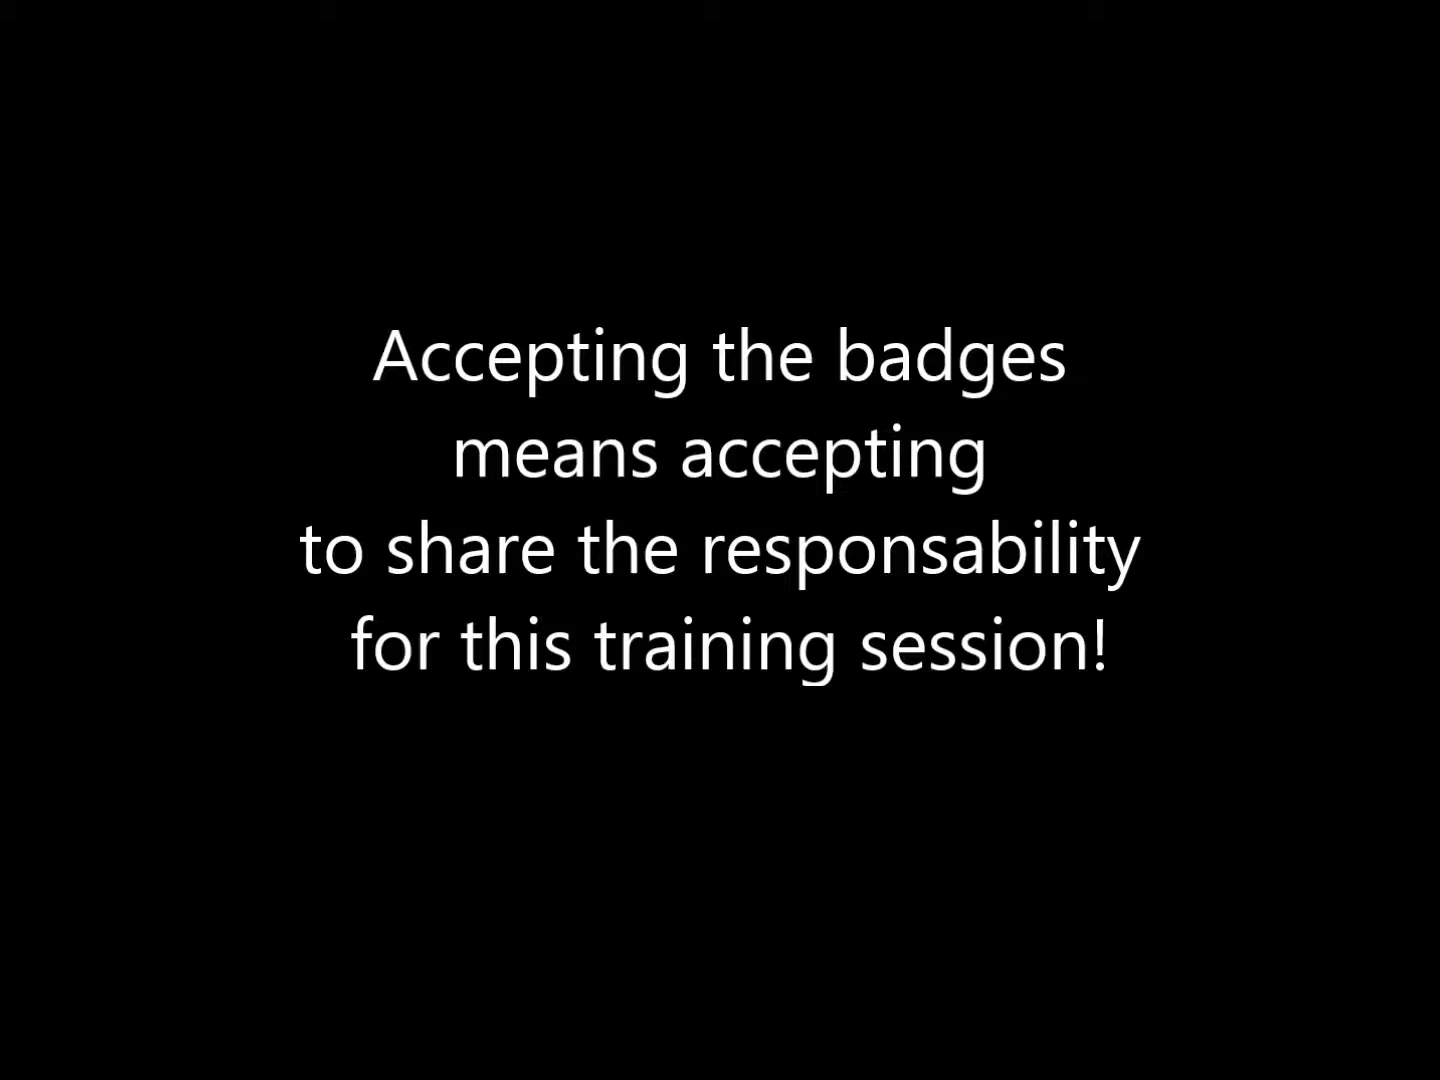 Accepting the badges
means accepting
to share the responsability
for this training session!